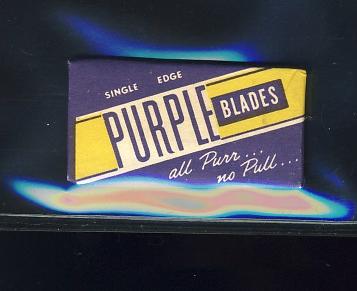 SINGLE EDGE
PURPLE BLADES
all Purr...
no Pull...